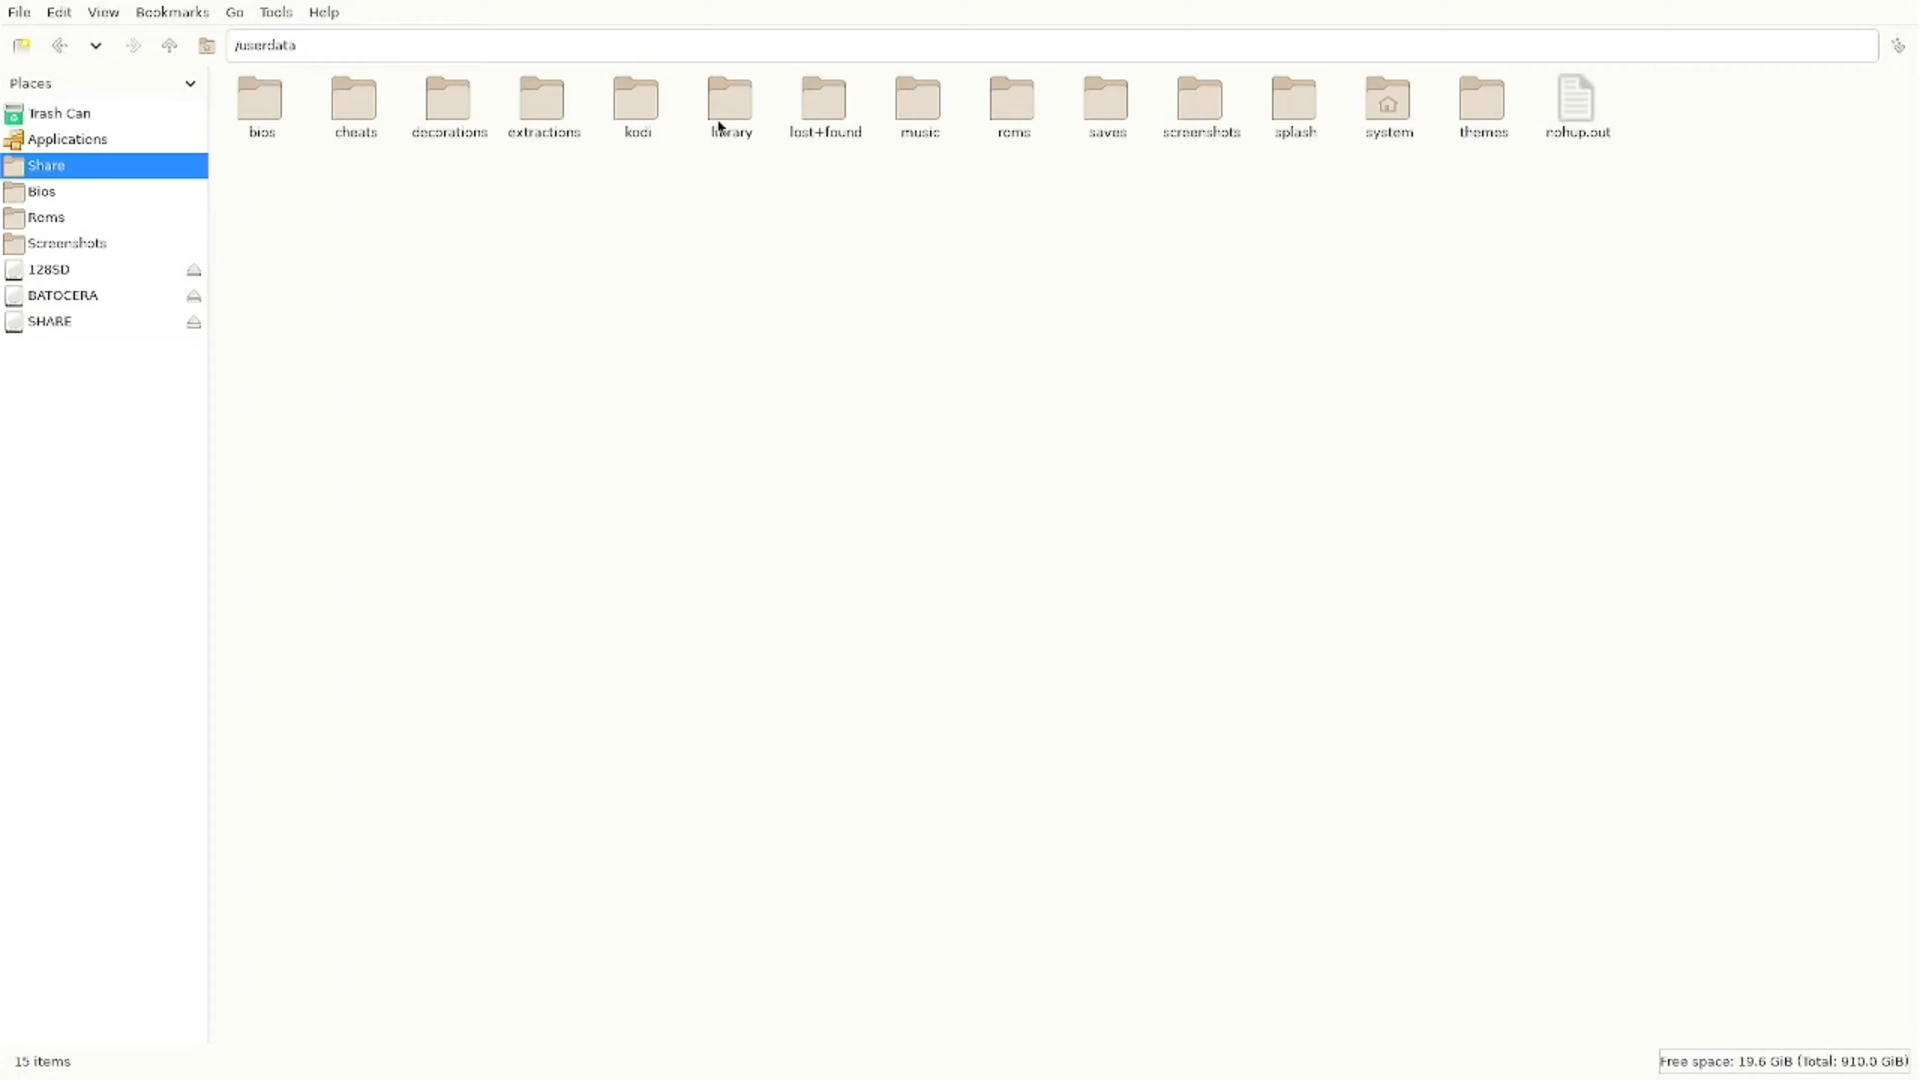 File Edit View Bookmarks Go Tools Help
/userdata
Places
Trash Can
Applications
Share
Bios
Roms
Screenshots
128SD
BATOCERA
SHARE
bios cheats decorations extractions kodi library lost+found music roms saves screenshots splash system themes nohup.out
15 items
Free space: 19.6 GiB (Total: 910.0 GiB)